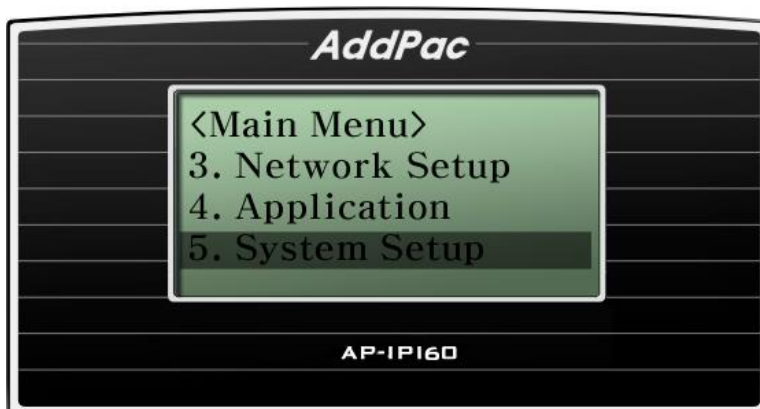 AddPac
<Main Menu>
3. Network Setup
4. Application
5. System Setup
AP-IP160